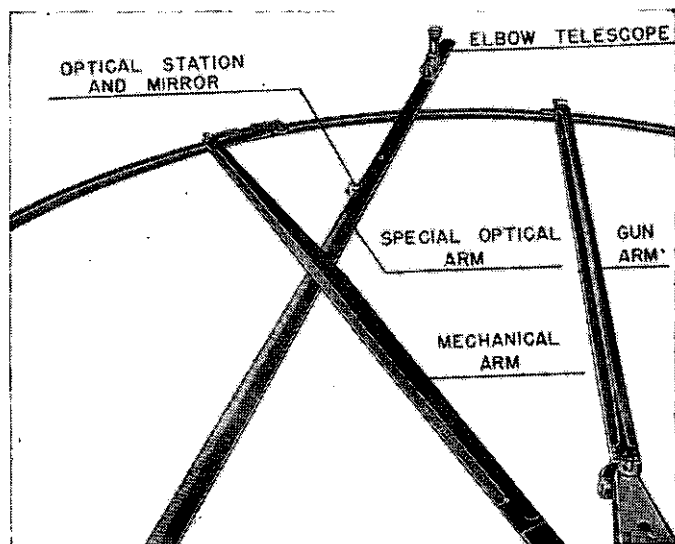 ELBOW TELESCOPE
OPTICAL STATION
AND MIRROR
SPECIAL OPTICAL
ARM
GUN
ARM
MECHANICAL
ARM